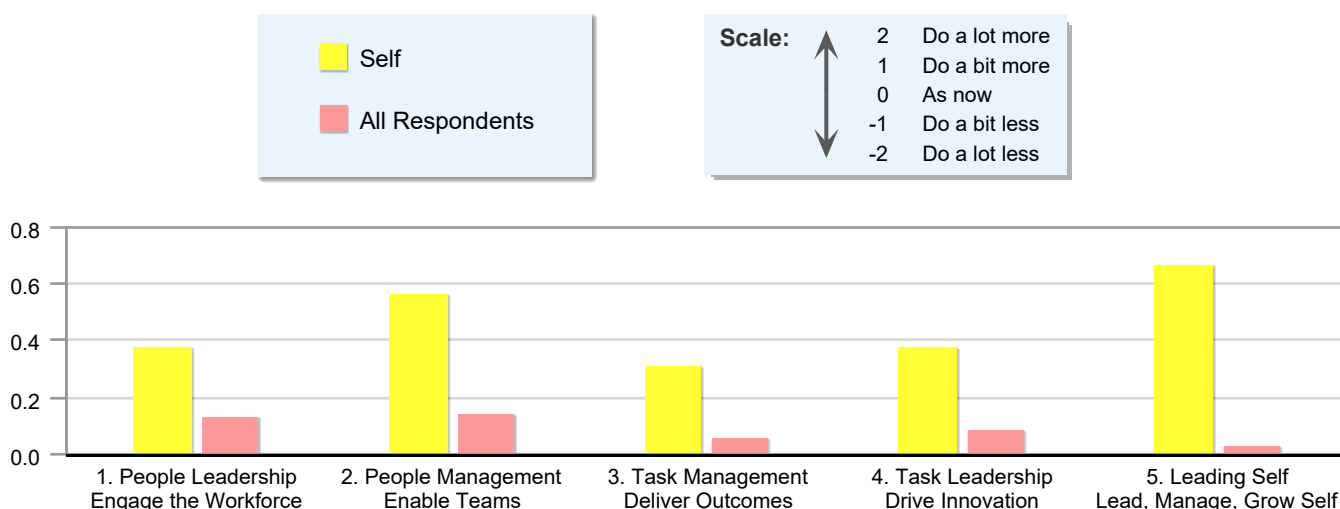 Self
All Respondents
Scale:
2 Do a lot more
1 Do a bit more
0 As now
-1 Do a bit less
-2 Do a lot less
0.8
0.6
0.4
0.2
0.0
1. People Leadership
Engage the Workforce
2. People Management
Enable Teams
3. Task Management
Deliver Outcomes
4. Task Leadership
Drive Innovation
5. Leading Self
Lead, Manage, Grow Self